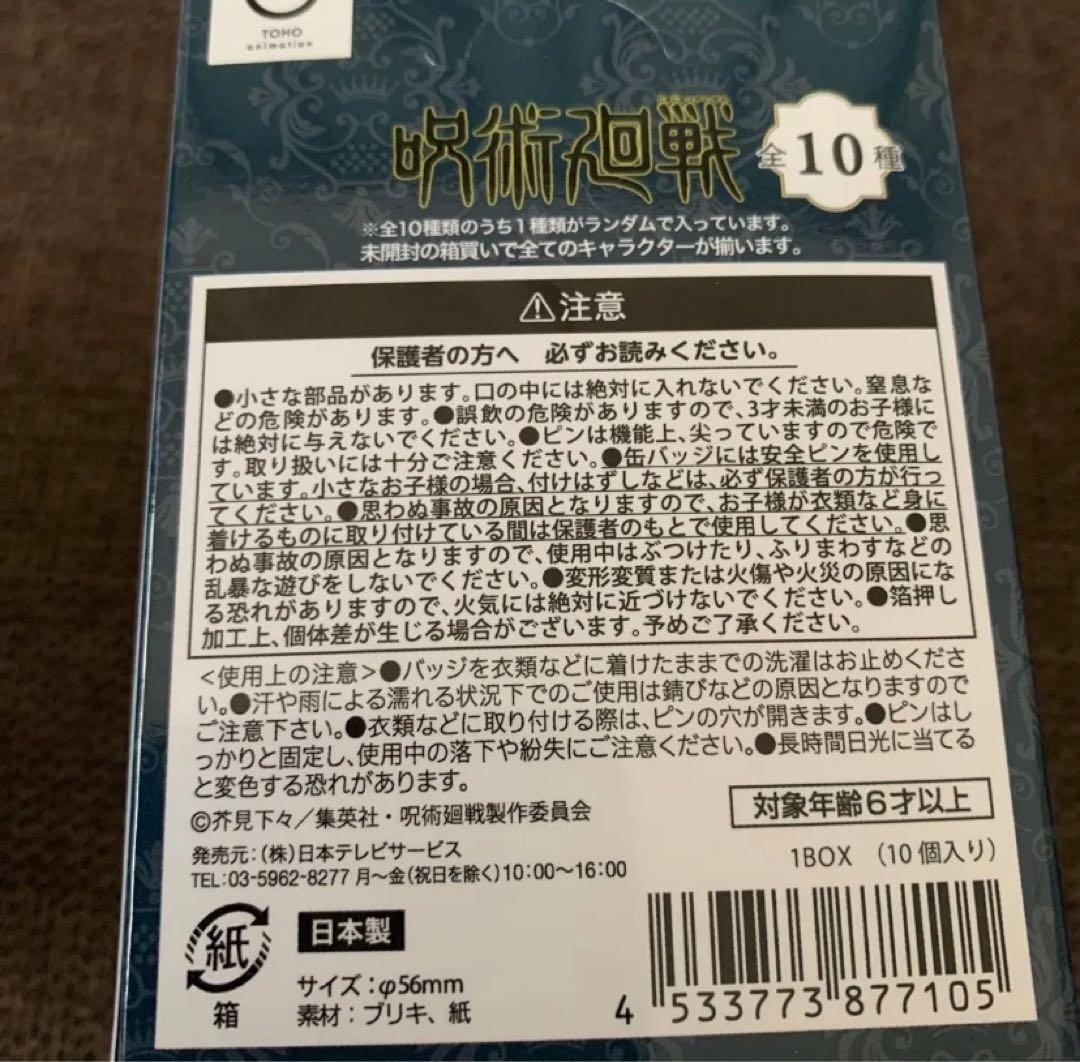 TOHO
animation
呪術廻戦
全10種
※全10種類のうち1種類がランダムで入っています。
未開封の箱買いで全てのキャラクターが揃います。
⚠注意
保護者の方へ 必ずお読みください。
●小さな部品があります。口の中には絶対に入れないでください。窒息な
どの危険があります。●誤飲の危険がありますので、3才未満のお子様に
は絶対に与えないでください。●ピンは機能上、尖っていますので危険で
す。取り扱いには十分ご注意ください。●缶バッジには安全ピンを使用し
ています。小さなお子様の場合、付けはずしなどは、必ず保護者の方が行っ
てください。●思わぬ事故の原因となりますので、お子様が衣類など身に
着けるものに取り付けている間は保護者のもとで使用してください。●思
わぬ事故の原因となりますので、使用中はぶつけたり、ふりまわすなどの
乱暴な遊びをしないでください。●変形変質または火傷や火災の原因にな
る恐れがありますので、火気には絶対に近づけないでください。●箔押し
加工上、個体差が生じる場合がございます。予めご了承ください。
<使用上の注意>●バッジを衣類などに着けたままでの洗濯はお止めくださ
い。●汗や雨による濡れる状況下でのご使用は錆びなどの原因となりますので
ご注意下さい。●衣類などに取り付ける際は、ピンの穴が開きます。●ピンはし
っかりと固定し、使用中の落下や紛失にご注意ください。●長時間日光に当てる
と変色する恐れがあります。
©芥見下々/集英社・呪術廻戦製作委員会
対象年齢6才以上
発売元:(株)日本テレビサービス
TEL:03-5962-8277 月~金(祝日を除く)10:00~16:00
1BOX (10個入り)
紙
箱
日本製
サイズ:φ56mm
素材:ブリキ、紙
4 533773 877105